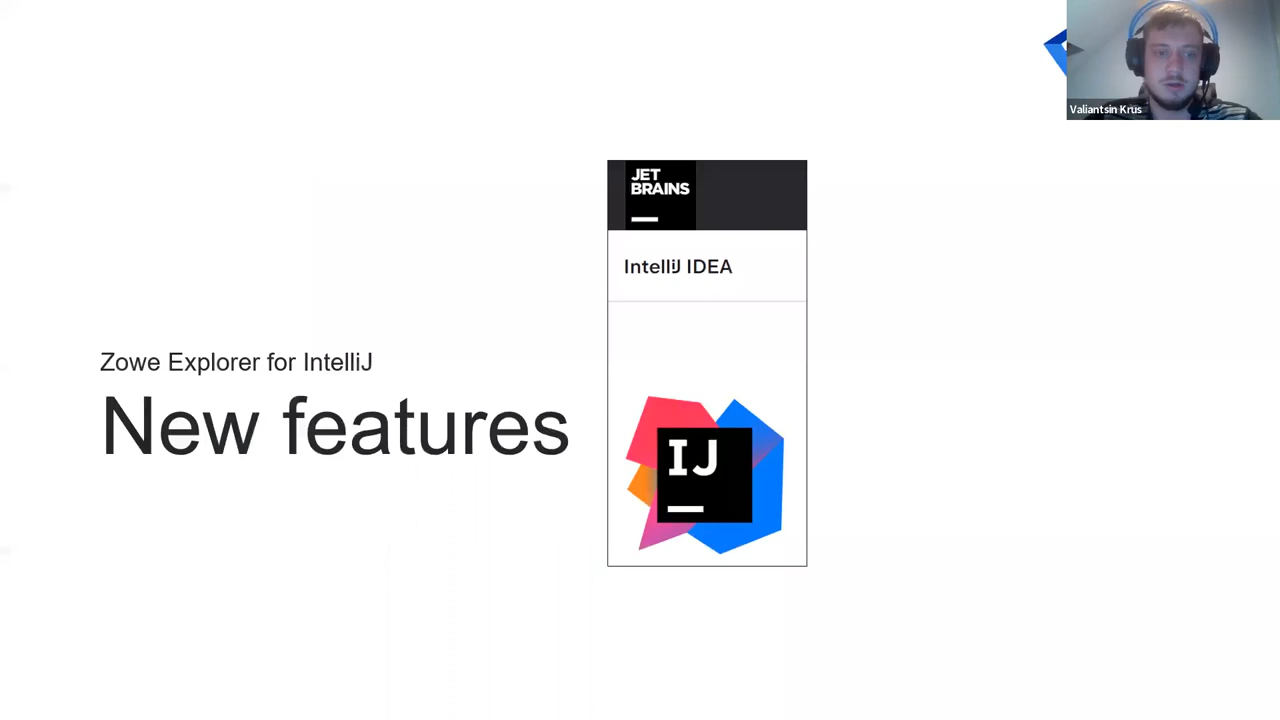 Valiantsin Krus
JET
BRAINS
IntelliJ IDEA
Zowe Explorer for IntelliJ
New features
IJ